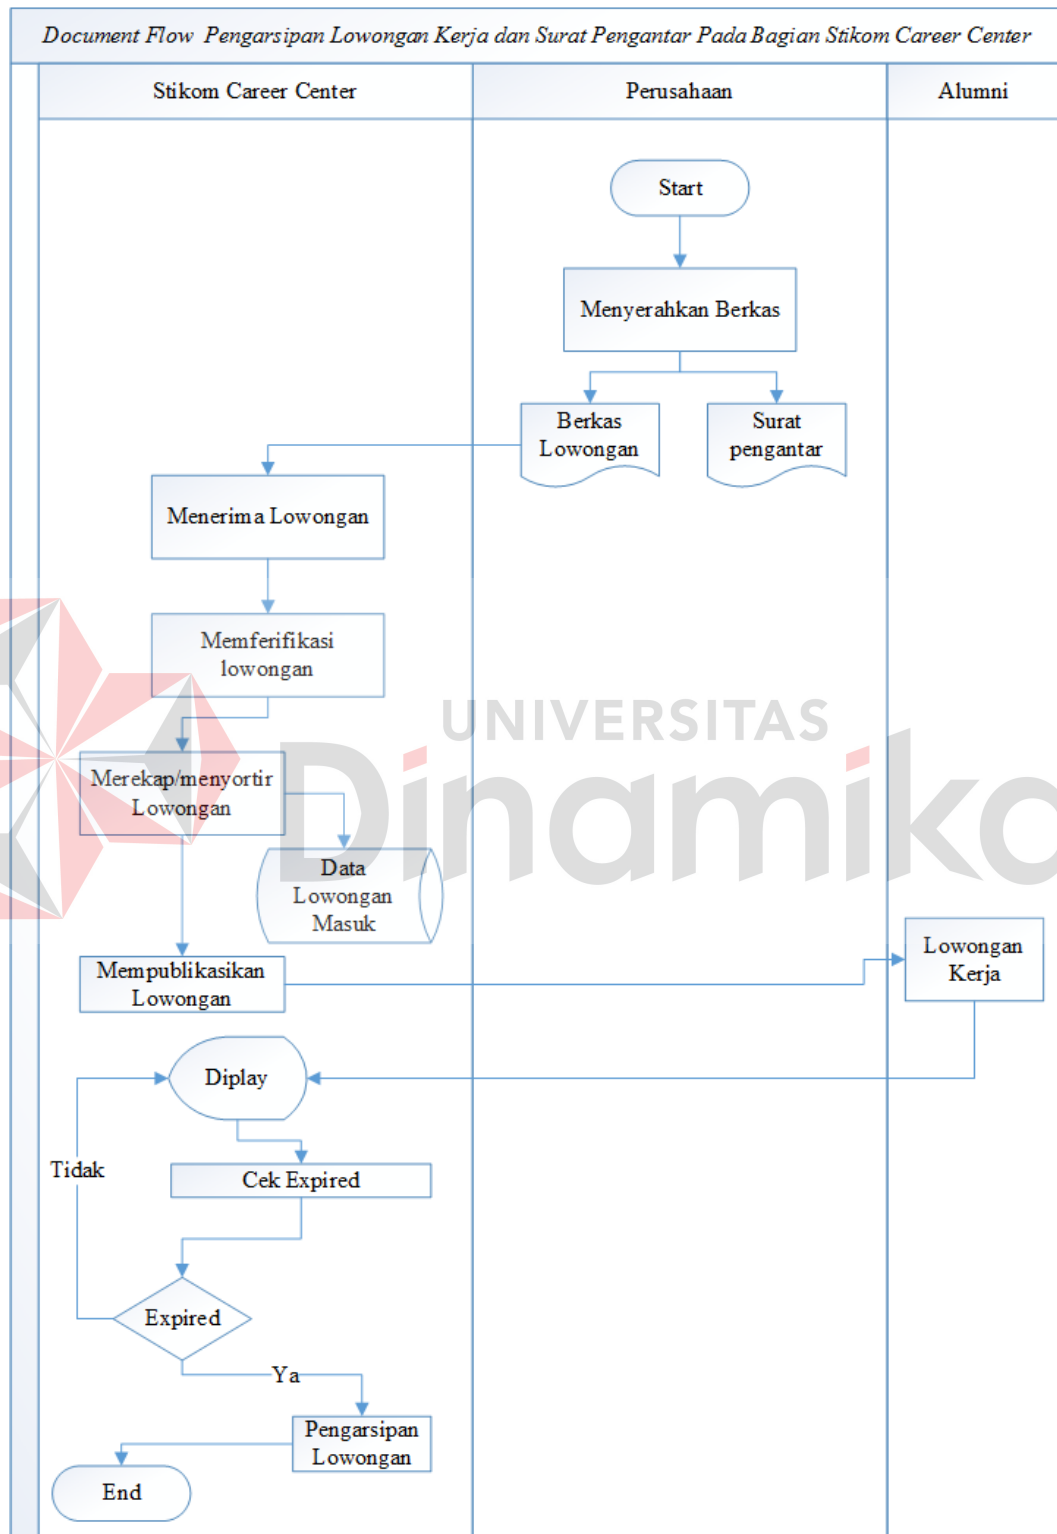 Document Flow Pengarsipan Lowongan Kerja dan Surat Pengantar Pada Bagian Stikom Career Center
Stikom Career Center
Perusahaan
Alumni
Start
Menyerahkan Berkas
Berkas
Lowongan
Surat
pengantar
Menerima Lowongan
Memferifikasi
lowongan
UNIVERSITAS
Dinamika
Merekap/menyortir
Lowongan
Data
Lowongan
Masuk
Mempublikasikan
Lowongan
Lowongan
Kerja
Diplay
Tidak
Cek Expired
Expired
Ya
Pengarsipan
Lowongan
End